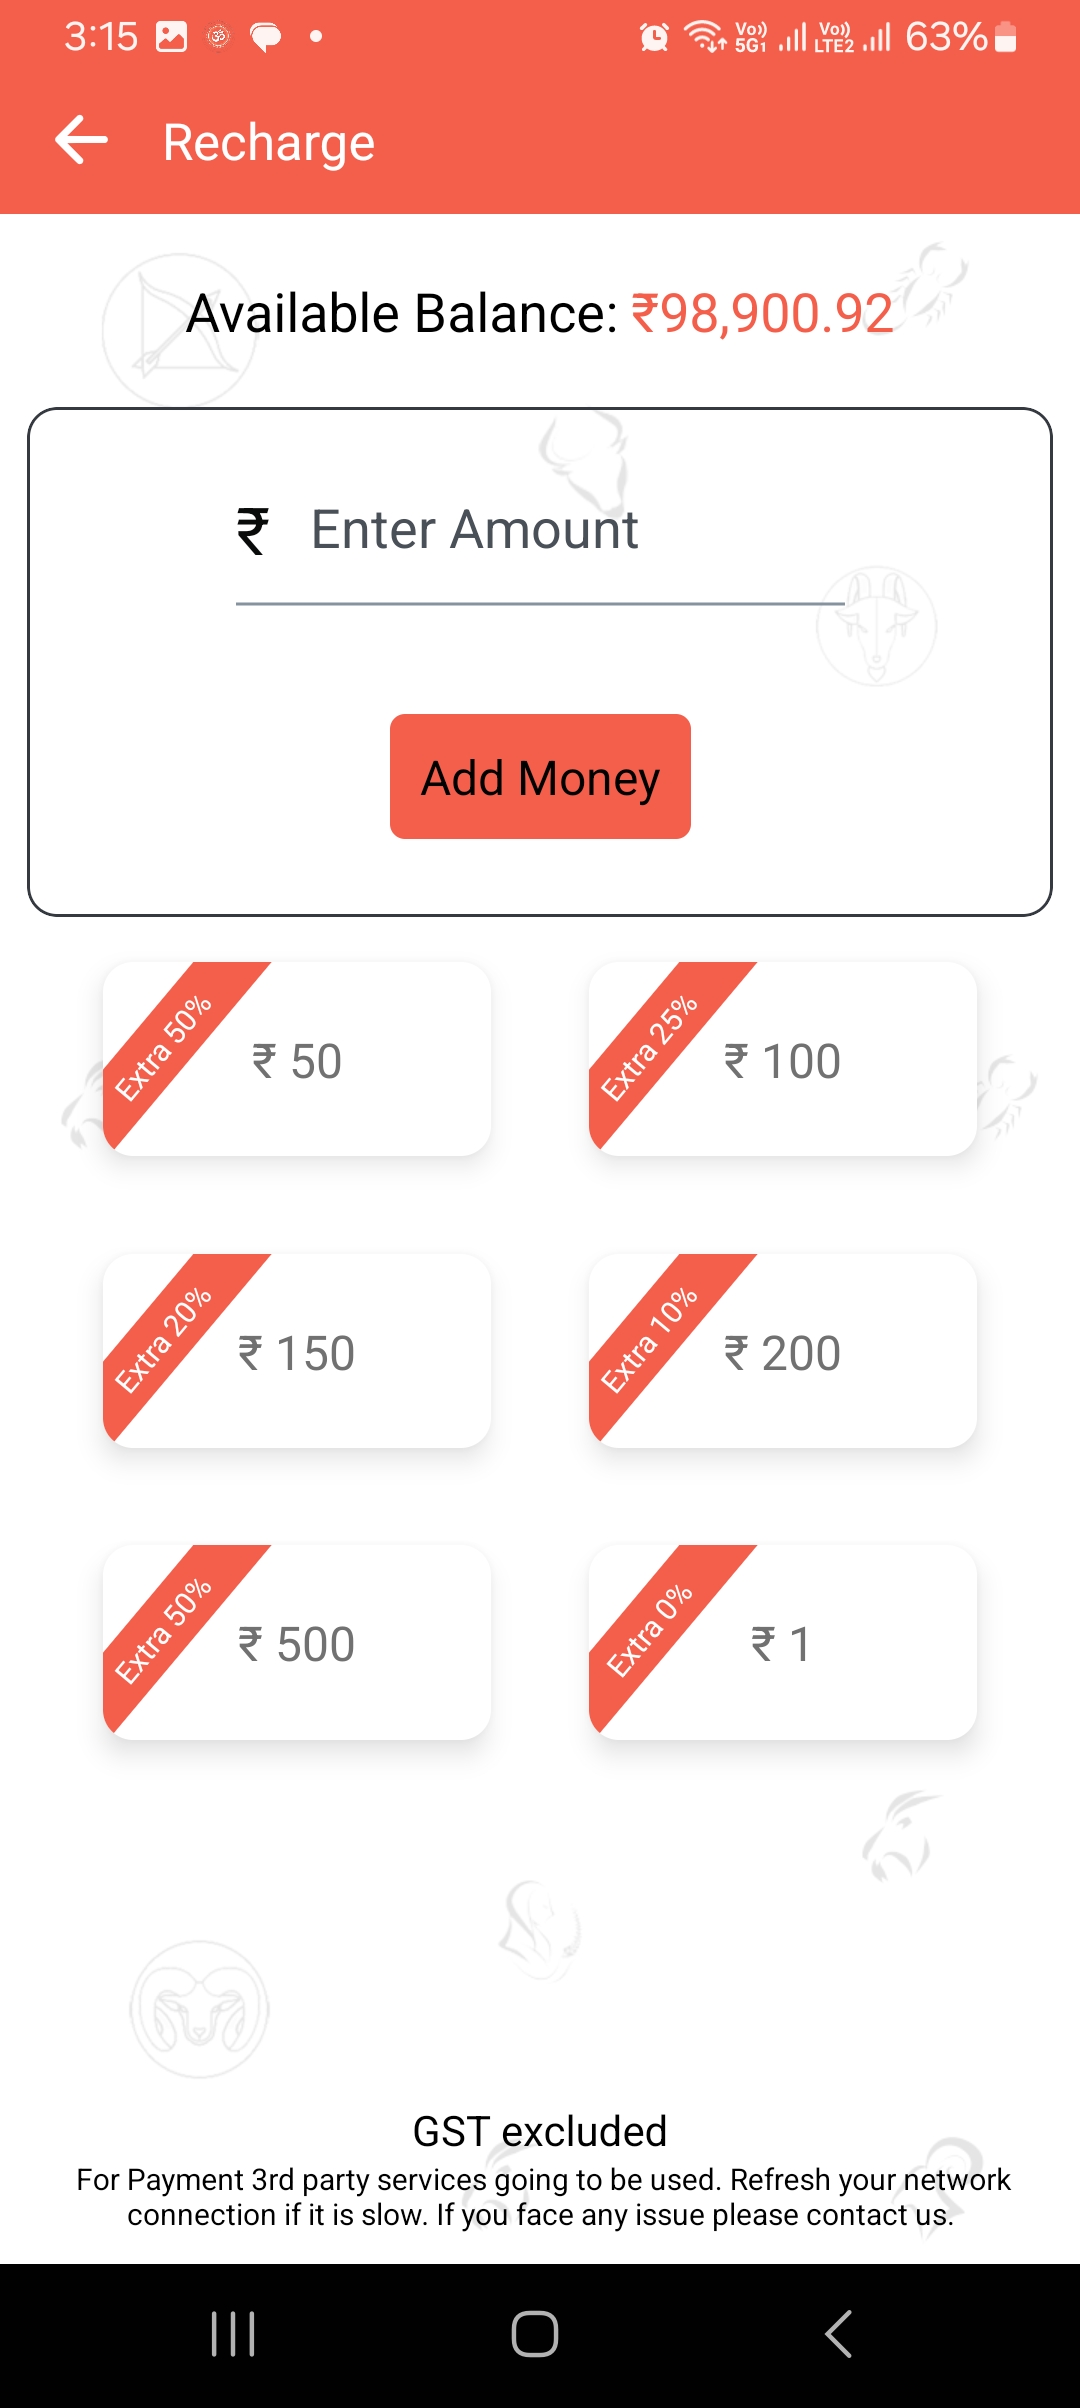 3:15
Vo)) 5G1
Vo)) LTE2
63%
Recharge
Available Balance: ₹98,900.92
₹ Enter Amount
Add Money
Extra 50%
₹ 50
Extra 25%
₹ 100
Extra 20%
₹ 150
Extra 10%
₹ 200
Extra 50%
₹ 500
Extra 0%
₹ 1
GST excluded
For Payment 3rd party services going to be used. Refresh your network
connection if it is slow. If you face any issue please contact us.